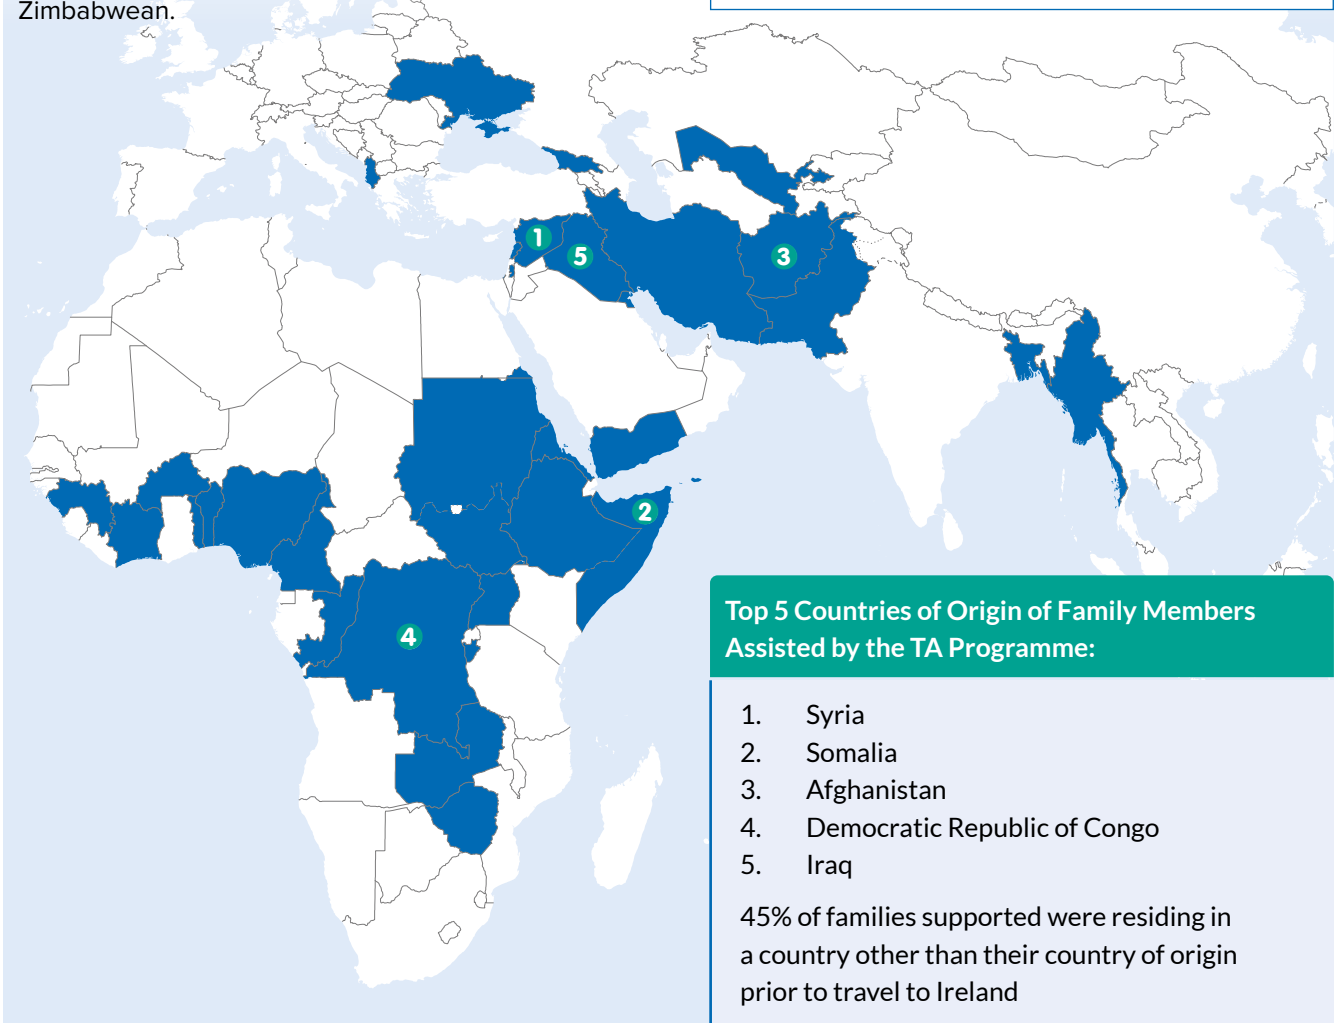 Zimbabwean.
1
5
3
2
4
Top 5 Countries of Origin of Family Members
Assisted by the TA Programme:
1. Syria
2. Somalia
3. Afghanistan
4. Democratic Republic of Congo
5. Iraq
45% of families supported were residing in
a country other than their country of origin
prior to travel to Ireland